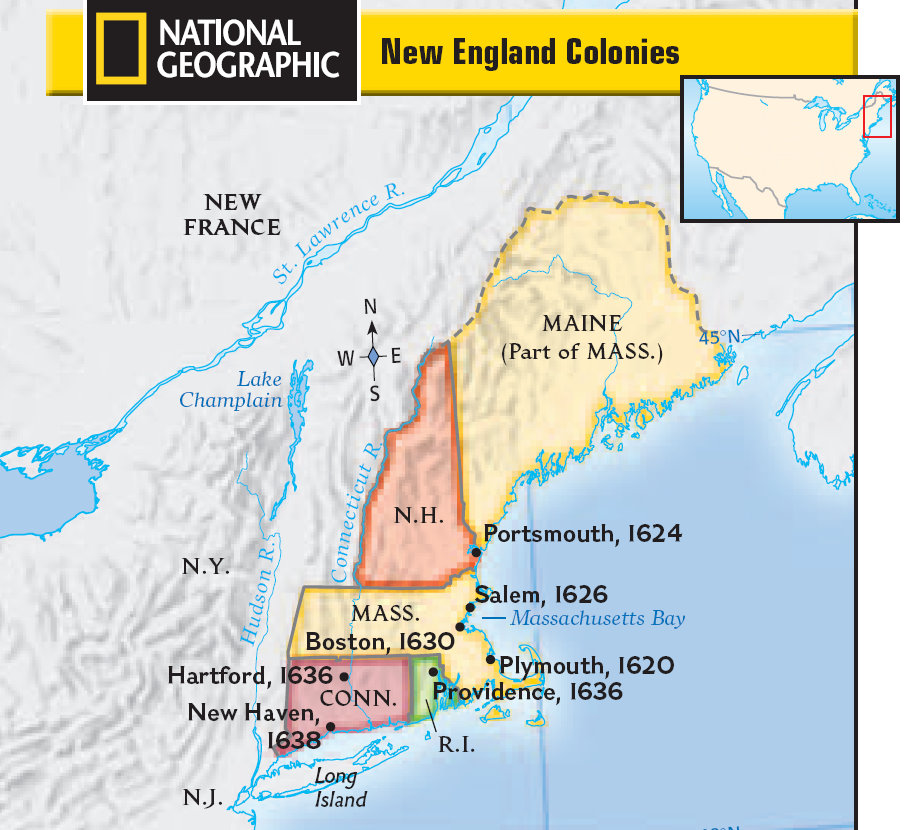 NATIONAL
GEOGRAPHIC
New England Colonies
NEW
FRANCE
St. Lawrence R.
N
W
E
S
MAINE
(Part of MASS.)
45°N
Lake
Champlain
Connecticut R.
N.H.
Portsmouth, 1624
N.Y.
Hudson R.
Salem, 1626
MASS.
Massachusetts Bay
Boston, 1630
Plymouth, 1620
Hartford, 1636
Providence, 1636
CONN.
New Haven,
1638
R.I.
Long
Island
N.J.